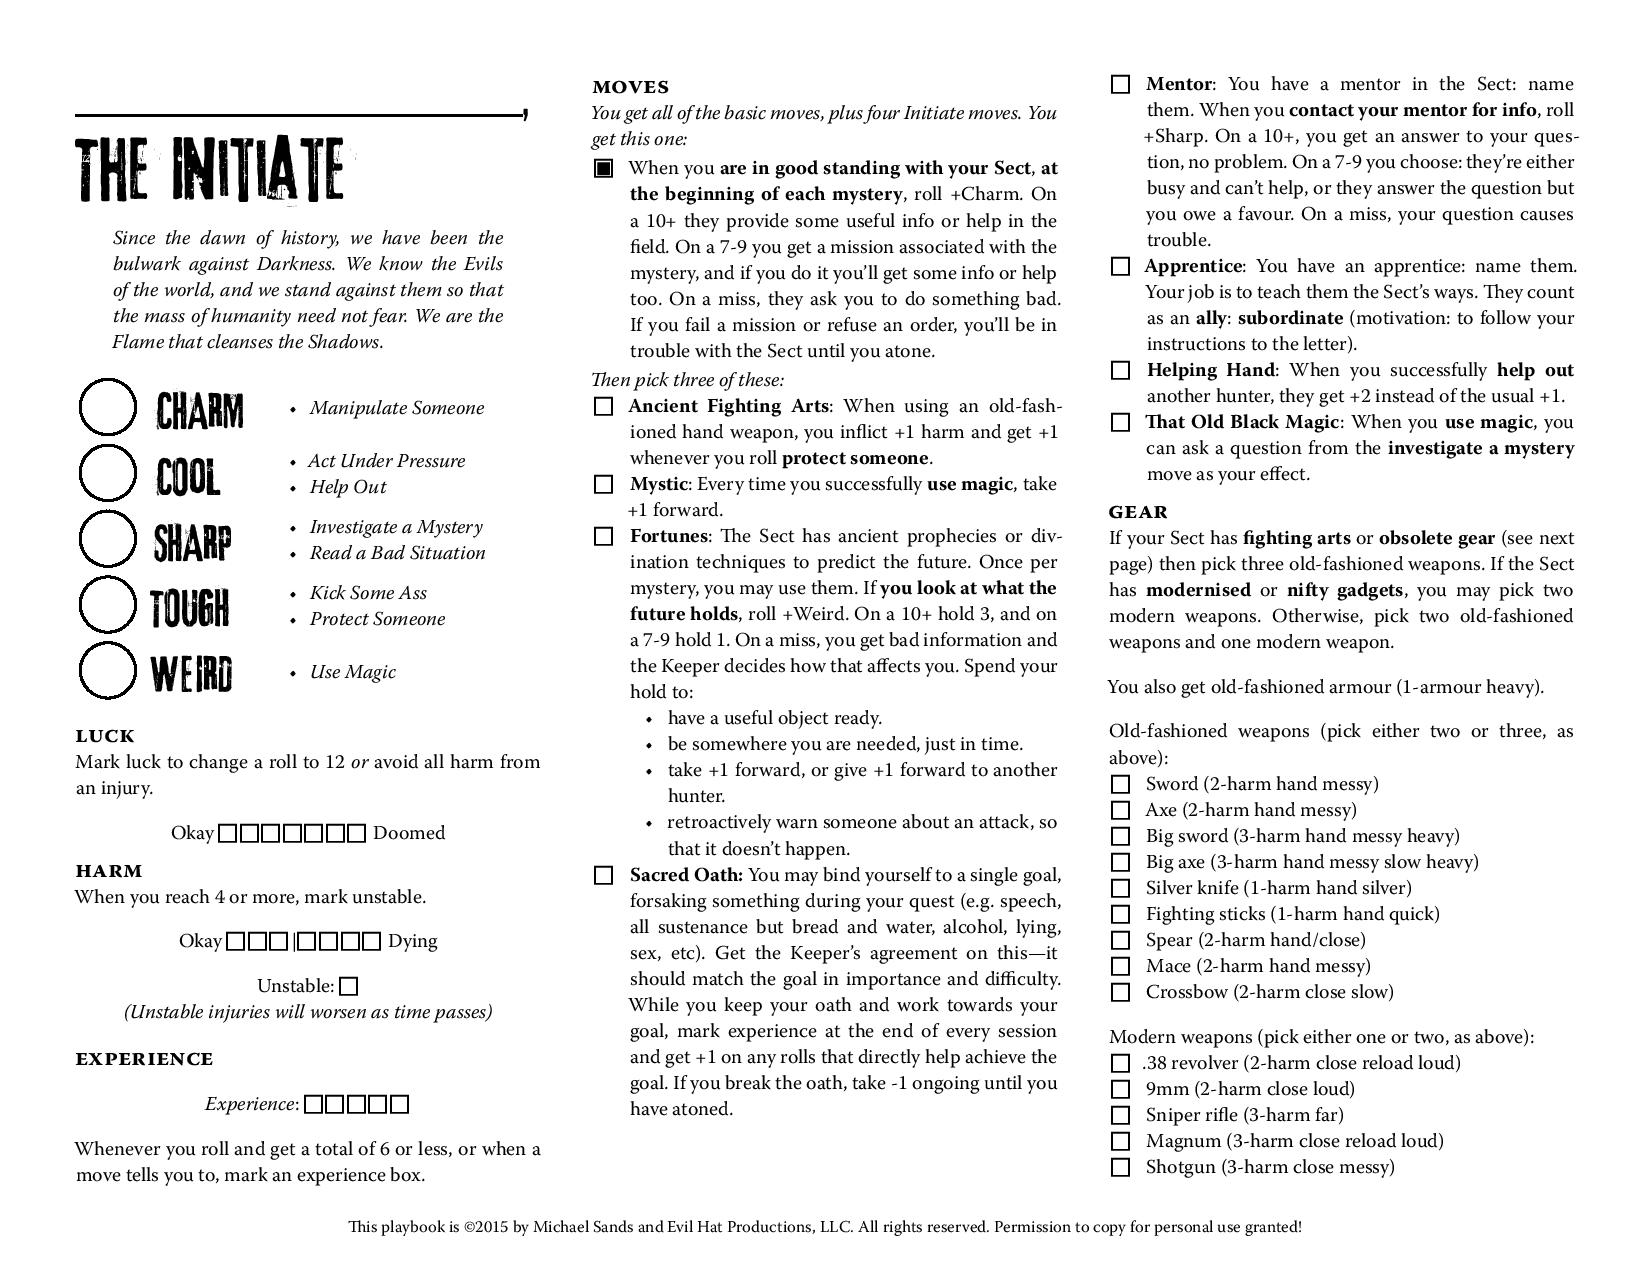 ,
THE INITIATE
Since the dawn of history, we have been the
bulwark against Darkness. We know the Evils
of the world, and we stand against them so that
the mass of humanity need not fear. We are the
Flame that cleanses the Shadows.
CHARM
• Manipulate Someone
COOL
• Act Under Pressure
• Help Out
SHARP
• Investigate a Mystery
• Read a Bad Situation
TOUGH
• Kick Some Ass
• Protect Someone
WEIRD
• Use Magic
LUCK
Mark luck to change a roll to 12 or avoid all harm from
an injury.
Okay □□□□□□□ Doomed
HARM
When you reach 4 or more, mark unstable.
Okay □□□|□□□□ Dying
Unstable: □
(Unstable injuries will worsen as time passes)
EXPERIENCE
Experience: □□□□□
Whenever you roll and get a total of 6 or less, or when a
move tells you to, mark an experience box.
MOVES
You get all of the basic moves, plus four Initiate moves. You
get this one:
▣ When you are in good standing with your Sect, at
the beginning of each mystery, roll +Charm. On
a 10+ they provide some useful info or help in the
field. On a 7-9 you get a mission associated with the
mystery, and if you do it you’ll get some info or help
too. On a miss, they ask you to do something bad.
If you fail a mission or refuse an order, you’ll be in
trouble with the Sect until you atone.
Then pick three of these:
□ Ancient Fighting Arts: When using an old-fash-
ioned hand weapon, you inflict +1 harm and get +1
whenever you roll protect someone.
□ Mystic: Every time you successfully use magic, take
+1 forward.
□ Fortunes: The Sect has ancient prophecies or div-
ination techniques to predict the future. Once per
mystery, you may use them. If you look at what the
future holds, roll +Weird. On a 10+ hold 3, and on
a 7-9 hold 1. On a miss, you get bad information and
the Keeper decides how that affects you. Spend your
hold to:
• have a useful object ready.
• be somewhere you are needed, just in time.
• take +1 forward, or give +1 forward to another
hunter.
• retroactively warn someone about an attack, so
that it doesn’t happen.
□ Sacred Oath: You may bind yourself to a single goal,
forsaking something during your quest (e.g. speech,
all sustenance but bread and water, alcohol, lying,
sex, etc). Get the Keeper’s agreement on this—it
should match the goal in importance and difficulty.
While you keep your oath and work towards your
goal, mark experience at the end of every session
and get +1 on any rolls that directly help achieve the
goal. If you break the oath, take -1 ongoing until you
have atoned.
□ Mentor: You have a mentor in the Sect: name
them. When you contact your mentor for info, roll
+Sharp. On a 10+, you get an answer to your ques-
tion, no problem. On a 7-9 you choose: they’re either
busy and can’t help, or they answer the question but
you owe a favour. On a miss, your question causes
trouble.
□ Apprentice: You have an apprentice: name them.
Your job is to teach them the Sect’s ways. They count
as an ally: subordinate (motivation: to follow your
instructions to the letter).
□ Helping Hand: When you successfully help out
another hunter, they get +2 instead of the usual +1.
□ That Old Black Magic: When you use magic, you
can ask a question from the investigate a mystery
move as your effect.
GEAR
If your Sect has fighting arts or obsolete gear (see next
page) then pick three old-fashioned weapons. If the Sect
has modernised or nifty gadgets, you may pick two
modern weapons. Otherwise, pick two old-fashioned
weapons and one modern weapon.
You also get old-fashioned armour (1-armour heavy).
Old-fashioned weapons (pick either two or three, as
above):
□ Sword (2-harm hand messy)
□ Axe (2-harm hand messy)
□ Big sword (3-harm hand messy heavy)
□ Big axe (3-harm hand messy slow heavy)
□ Silver knife (1-harm hand silver)
□ Fighting sticks (1-harm hand quick)
□ Spear (2-harm hand/close)
□ Mace (2-harm hand messy)
□ Crossbow (2-harm close slow)
Modern weapons (pick either one or two, as above):
□ .38 revolver (2-harm close reload loud)
□ 9mm (2-harm close loud)
□ Sniper rifle (3-harm far)
□ Magnum (3-harm close reload loud)
□ Shotgun (3-harm close messy)
This playbook is ©2015 by Michael Sands and Evil Hat Productions, LLC. All rights reserved. Permission to copy for personal use granted!